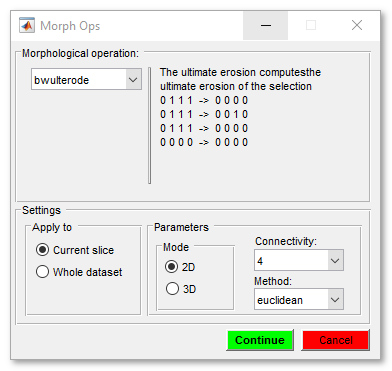 Morph Ops
Morphological operation:
bwulterode
The ultimate erosion computesthe
ultimate erosion of the selection
0 1 1 1 -> 0 0 0 0
0 1 1 1 -> 0 0 1 0
0 1 1 1 -> 0 0 0 0
0 0 0 0 -> 0 0 0 0
Settings
Apply to
Current slice
Whole dataset
Parameters
Mode
2D
3D
Connectivity:
4
Method:
euclidean
Continue
Cancel